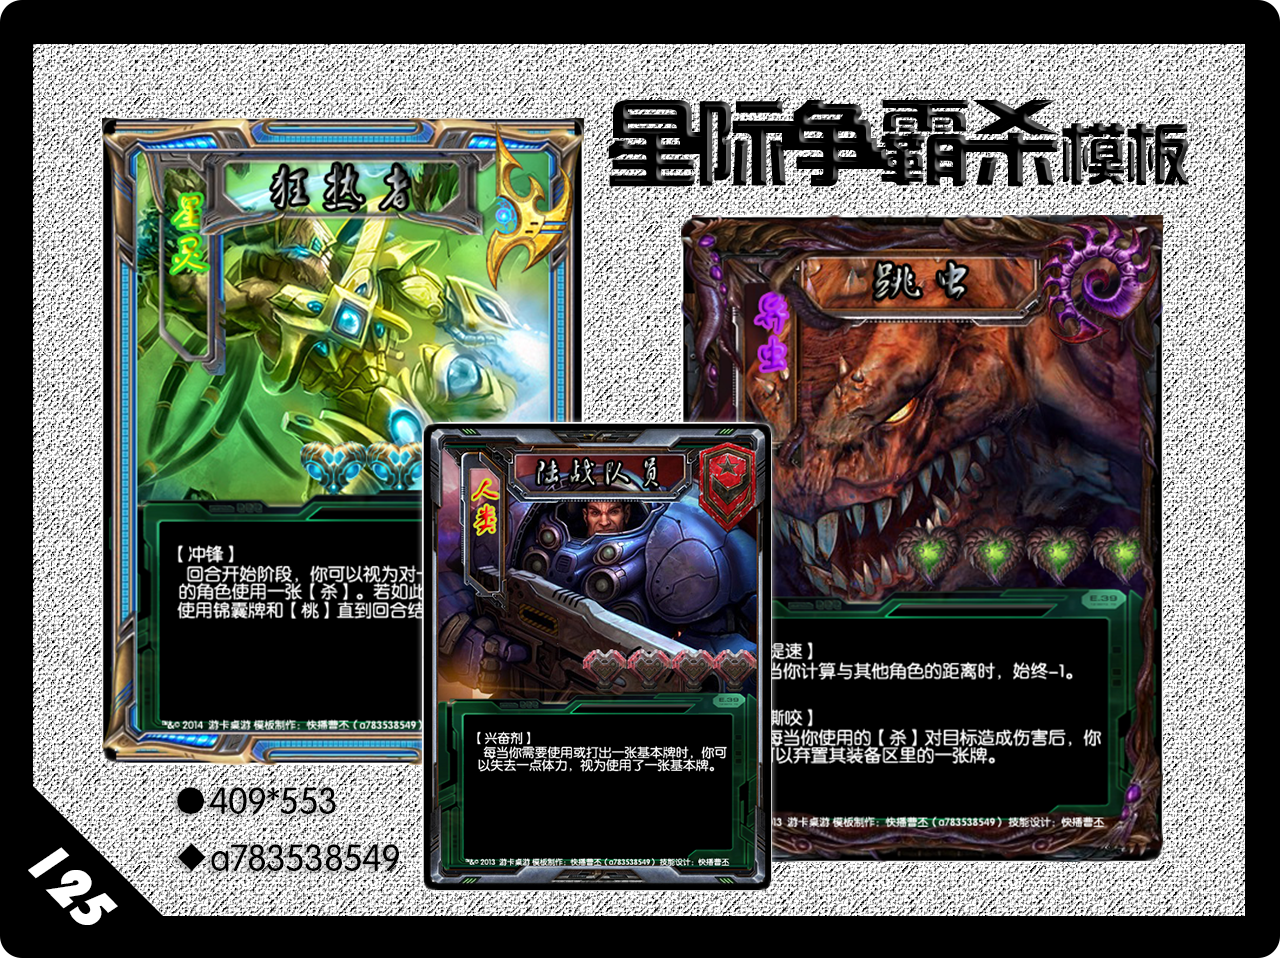 星际争霸杀模板
狂热者
星灵
【冲锋】
回合开始阶段，你可以视为对一
的角色使用一张【杀】。若如此
使用锦囊牌和【桃】直到回合结
™&© 2014 游卡桌游 模板制作：快播曹丕（a783538549）
陆战队员
人类
E.39
【兴奋剂】
每当你需要使用或打出一张基本牌时，你可
以失去一点体力，视为使用了一张基本牌。
™&© 2013 游卡桌游 模板制作：快播曹丕（a783538549） 技能设计：快播曹丕
跳虫
异虫
E.39
提速】
当你计算与其他角色的距离时，始终-1。
撕咬】
每当你使用的【杀】对目标造成伤害后，你
可以弃置其装备区里的一张牌。
13 游卡桌游 模板制作：快播曹丕（a783538549） 技能设计：快播曹丕
●409*553
◆a783538549
125